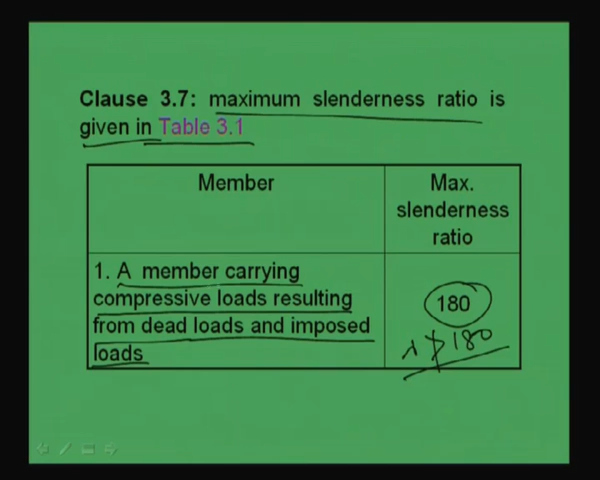 Clause 3.7: maximum slenderness ratio is
given in Table 3.1
Member
Max.
slenderness
ratio
1. A member carrying
compressive loads resulting
from dead loads and imposed
loads
180
λ ≯ 180